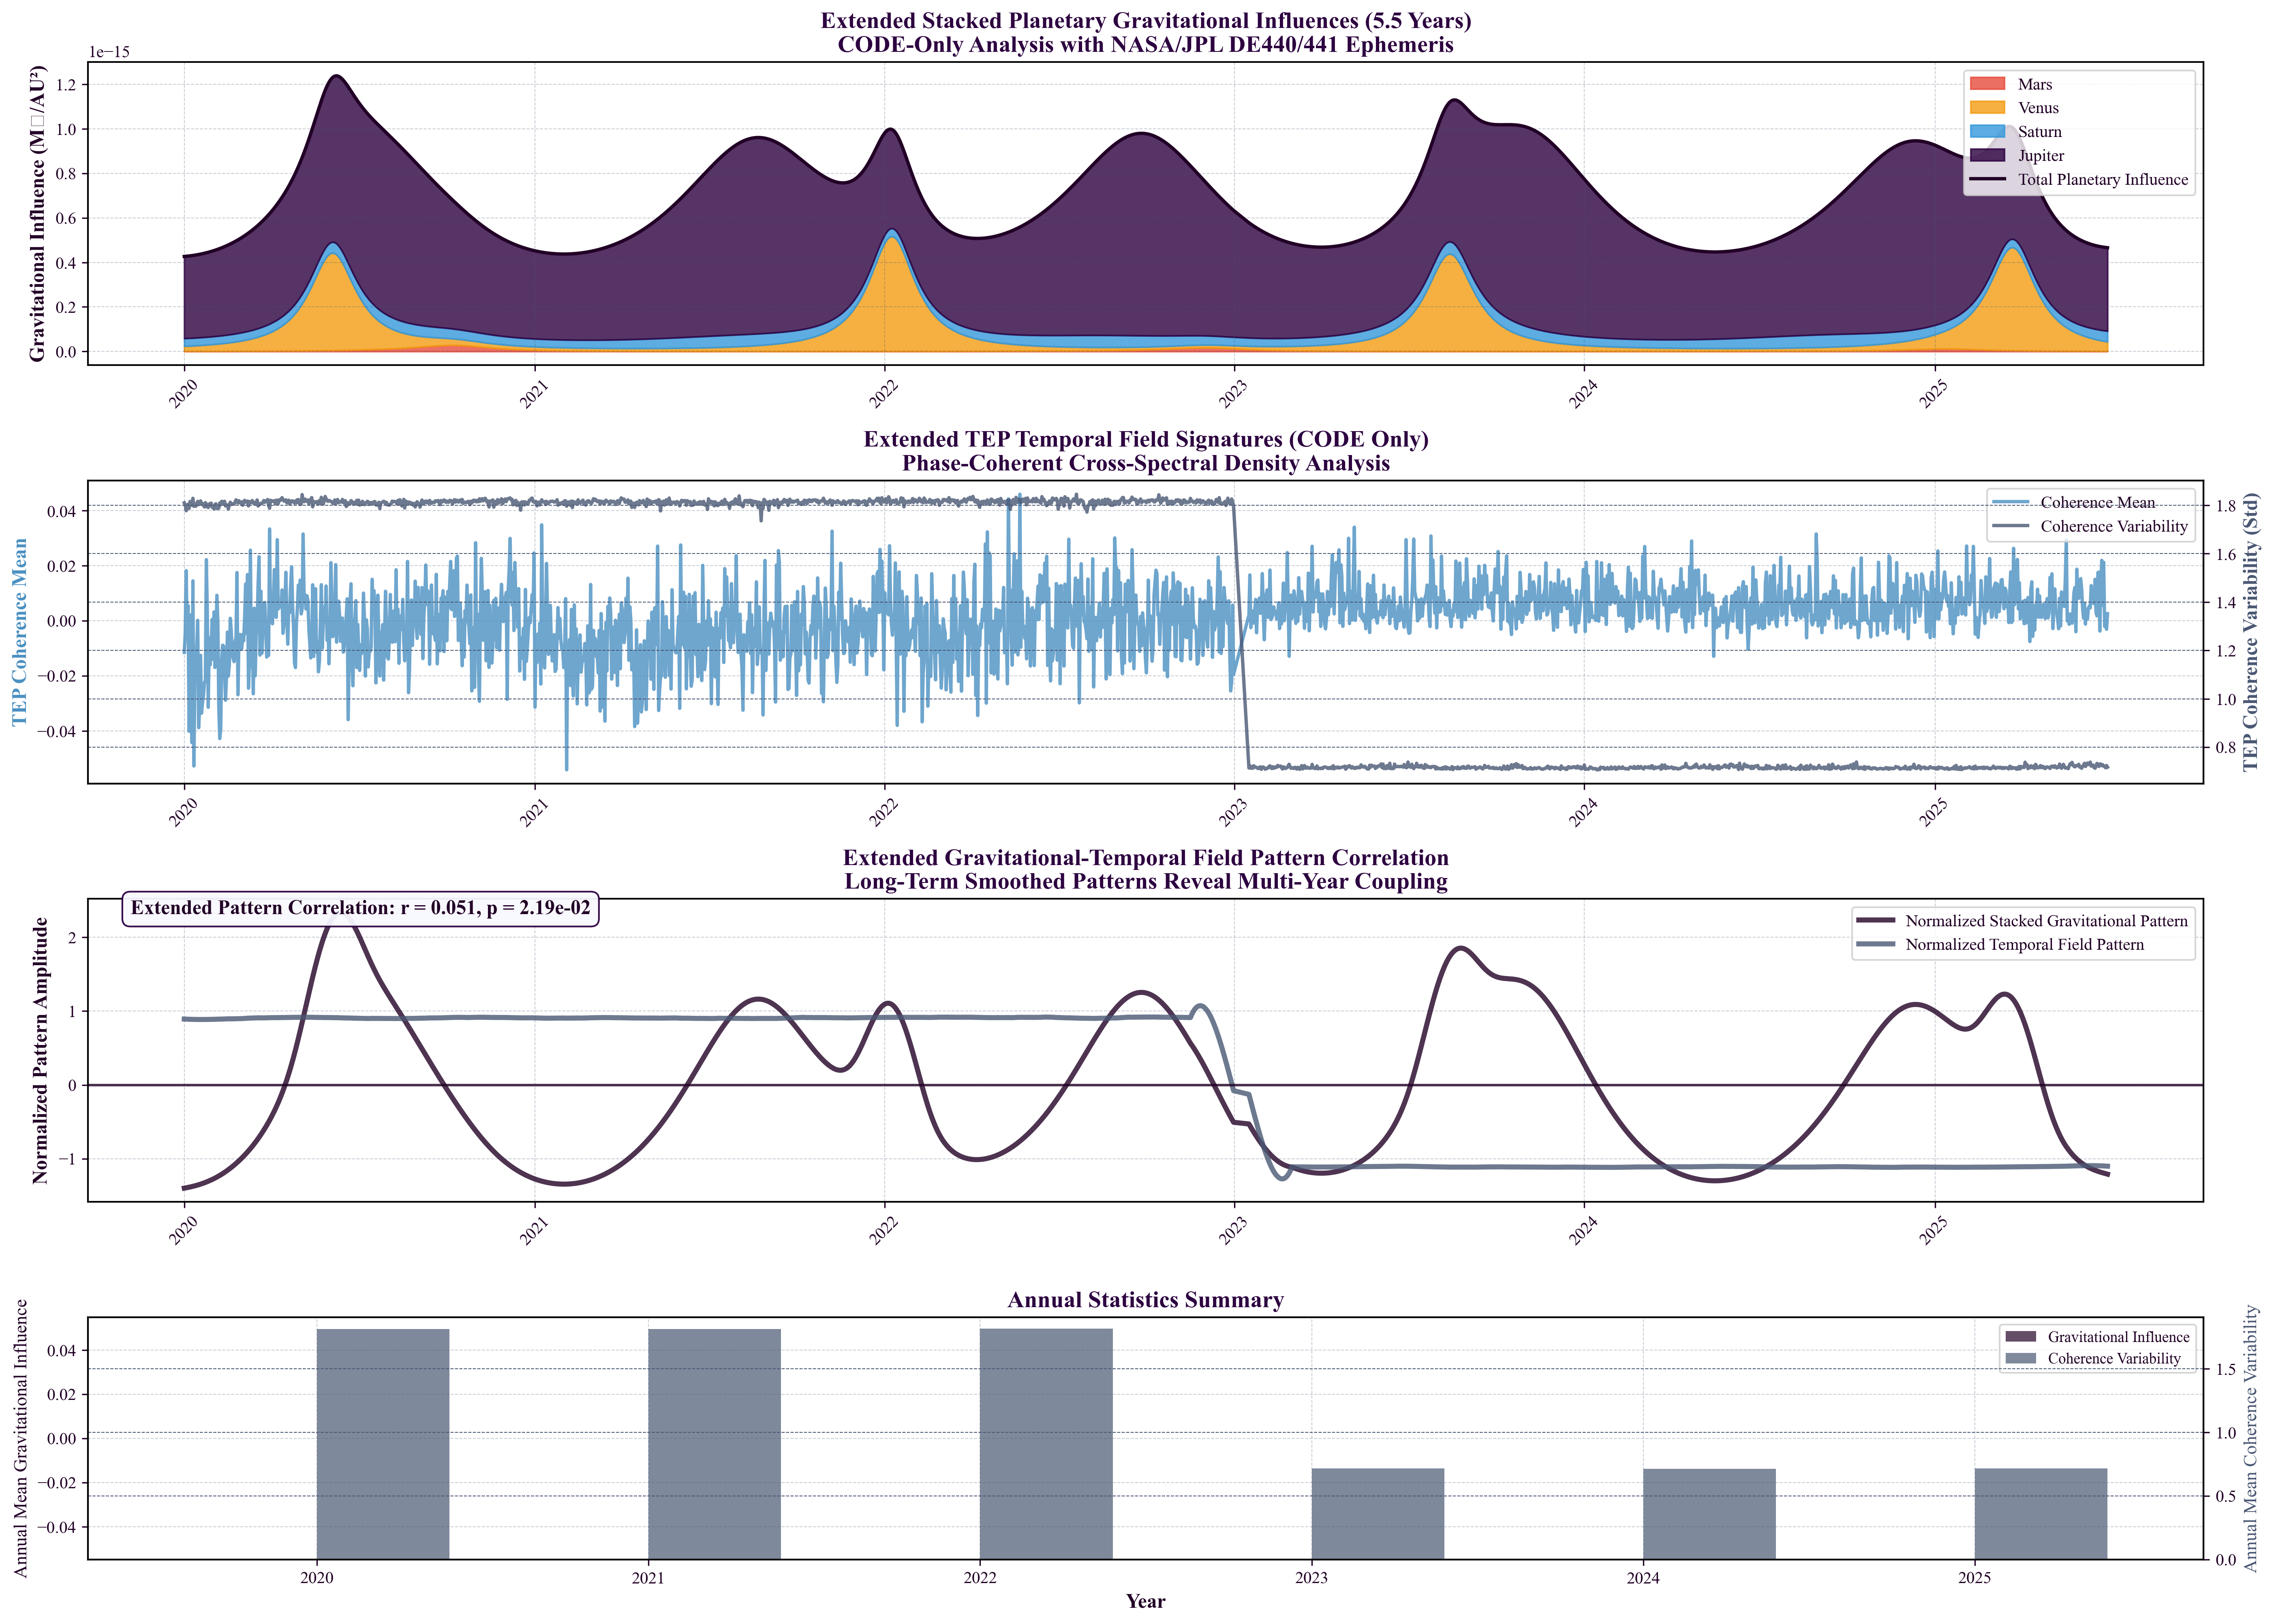 Extended Stacked Planetary Gravitational Influences (5.5 Years)
CODE-Only Analysis with NASA/JPL DE440/441 Ephemeris
1e−15
Gravitational Influence (M□/AU²)
1.2
1.0
0.8
0.6
0.4
0.2
0.0
Mars
Venus
Saturn
Jupiter
Total Planetary Influence
2020
2021
2022
2023
2024
2025
Extended TEP Temporal Field Signatures (CODE Only)
Phase-Coherent Cross-Spectral Density Analysis
TEP Coherence Mean
0.04
0.02
0.00
−0.02
−0.04
Coherence Mean
Coherence Variability
1.8
1.6
1.4
1.2
1.0
0.8
TEP Coherence Variability (Std)
2020
2021
2022
2023
2024
2025
Extended Gravitational-Temporal Field Pattern Correlation
Long-Term Smoothed Patterns Reveal Multi-Year Coupling
Extended Pattern Correlation: r = 0.051, p = 2.19e-02
Normalized Pattern Amplitude
2
1
0
−1
Normalized Stacked Gravitational Pattern
Normalized Temporal Field Pattern
2020
2021
2022
2023
2024
2025
Annual Statistics Summary
Annual Mean Gravitational Influence
0.04
0.02
0.00
−0.02
−0.04
Gravitational Influence
Coherence Variability
1.5
1.0
0.5
0.0
Annual Mean Coherence Variability
2020
2021
2022
2023
2024
2025
Year